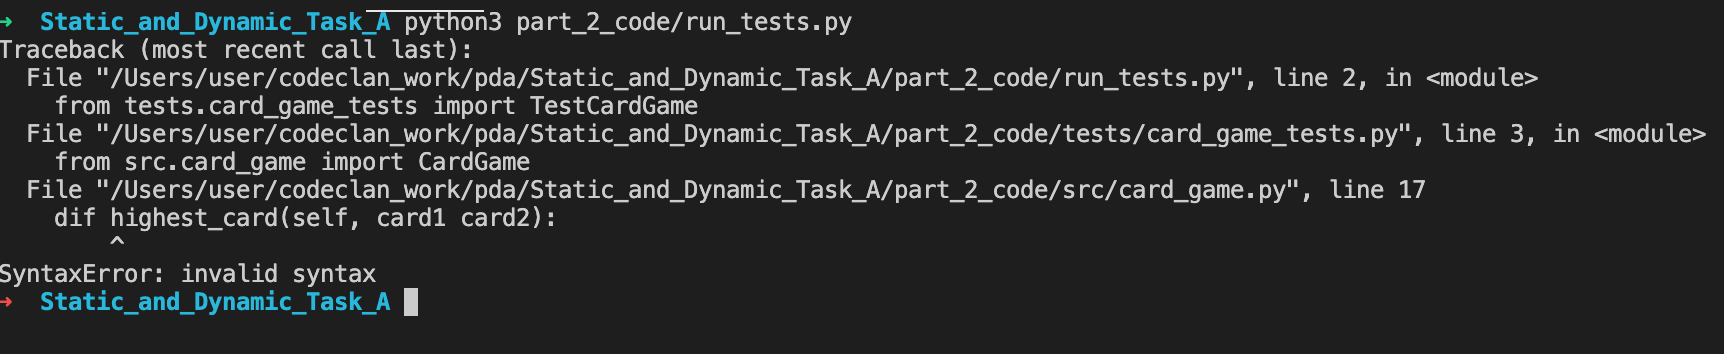 ➜ Static_and_Dynamic_Task_A python3 part_2_code/run_tests.py
Traceback (most recent call last):
  File "/Users/user/codeclan_work/pda/Static_and_Dynamic_Task_A/part_2_code/run_tests.py", line 2, in <module>
    from tests.card_game_tests import TestCardGame
  File "/Users/user/codeclan_work/pda/Static_and_Dynamic_Task_A/part_2_code/tests/card_game_tests.py", line 3, in <module>
    from src.card_game import CardGame
  File "/Users/user/codeclan_work/pda/Static_and_Dynamic_Task_A/part_2_code/src/card_game.py", line 17
    dif highest_card(self, card1 card2):
        ^
SyntaxError: invalid syntax
➜ Static_and_Dynamic_Task_A